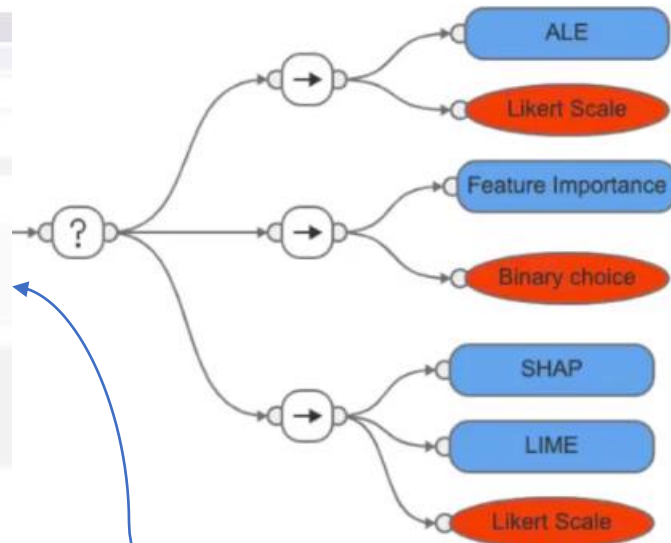 ALE
Likert Scale
Feature Importance
?
Binary choice
SHAP
LIME
Likert Scale